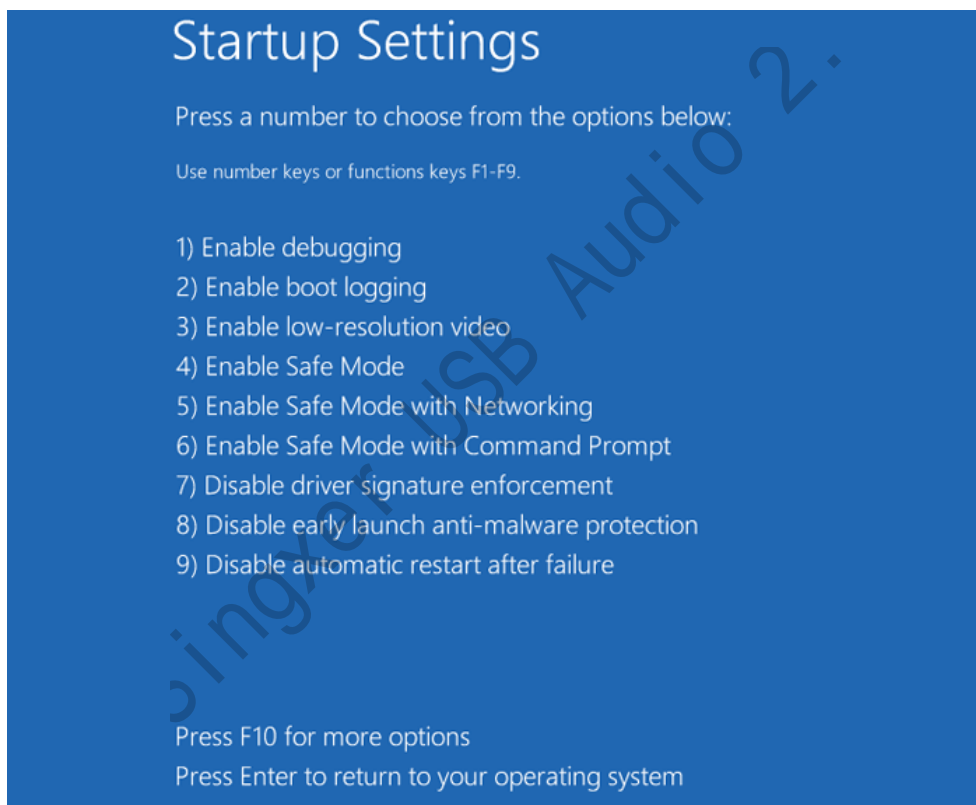 Startup Settings
Press a number to choose from the options below:
Use number keys or functions keys F1-F9.
1) Enable debugging
2) Enable boot logging
3) Enable low-resolution video
4) Enable Safe Mode
5) Enable Safe Mode with Networking
6) Enable Safe Mode with Command Prompt
7) Disable driver signature enforcement
8) Disable early launch anti-malware protection
9) Disable automatic restart after failure
Press F10 for more options
Press Enter to return to your operating system
Singxer USB Audio 2.